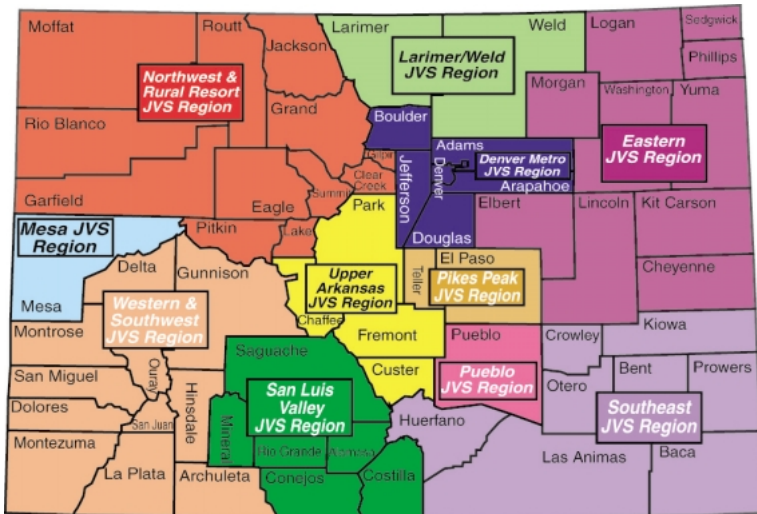 Moffat
Routt
Jackson
Larimer
Weld
Logan
Sedgwick
Phillips
Northwest &
Rural Resort
JVS Region
Larimer/Weld
JVS Region
Morgan
Washington
Yuma
Rio Blanco
Grand
Boulder
Adams
Eastern
JVS Region
Gilpin
Clear
Creek
Jefferson
Denver
Denver Metro
JVS Region
Arapahoe
Garfield
Eagle
Summit
Park
Douglas
Elbert
Lincoln
Kit Carson
Mesa JVS
Region
Pitkin
Lake
Delta
Gunnison
El Paso
Teller
Pikes Peak
JVS Region
Cheyenne
Upper
Arkansas
JVS Region
Mesa
Western &
Southwest
JVS Region
Chaffee
Fremont
Pueblo
Crowley
Kiowa
Montrose
Ouray
Saguache
Custer
Pueblo
JVS Region
Otero
Bent
Prowers
San Miguel
Hinsdale
San Luis
Valley
JVS Region
Huerfano
Southeast
JVS Region
Dolores
San Juan
Mineral
Montezuma
Rio Grande
Alamosa
Las Animas
Baca
La Plata
Archuleta
Conejos
Costilla